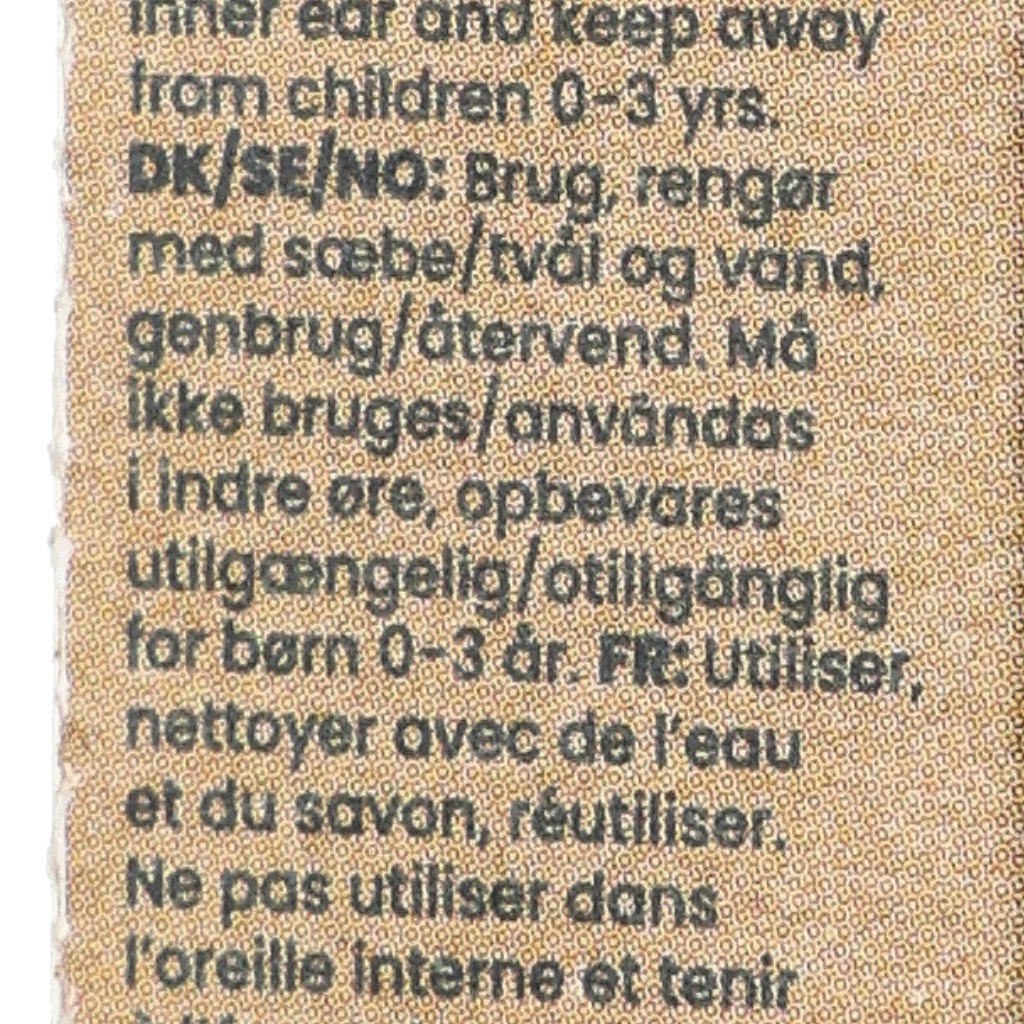 inner ear and keep away
from children 0-3 yrs.
DK/SE/NO: Brug, rengør
med sæbe/tvål og vand,
genbrug/återvend. Må
ikke bruges/användas
i indre øre, opbevares
utilgængelig/otillgänglig
for børn 0-3 år. FR: Utiliser,
nettoyer avec de l'eau
et du savon, réutiliser.
Ne pas utiliser dans
l'oreille interne et tenir